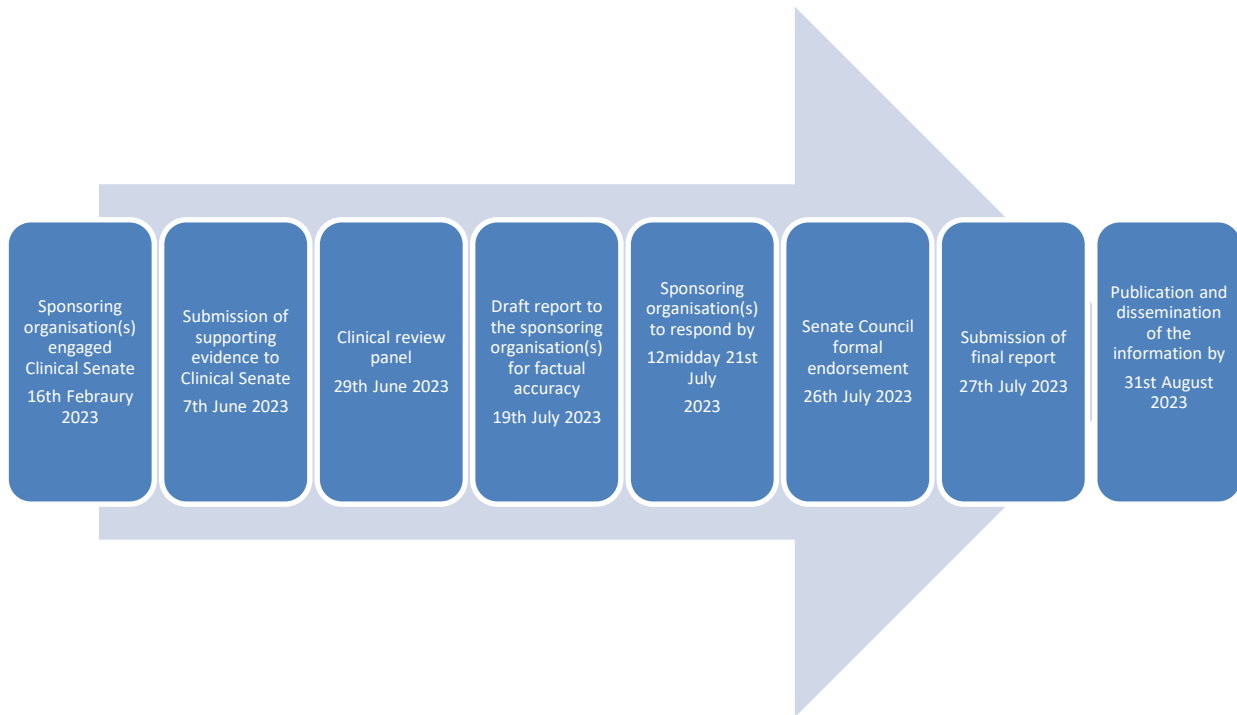 Sponsoring
organisation(s)
engaged
Clinical Senate
16th Febraury
2023
Submission of
supporting
evidence to
Clinical Senate
7th June 2023
Clinical review
panel
29th June 2023
Draft report to
the sponsoring
organisation(s)
for factual
accuracy
19th July 2023
Sponsoring
organisation(s)
to respond by
12midday 21st
July
2023
Senate Council
formal
endorsement
26th July 2023
Submission of
final report
27th July 2023
Publication and
dissemination
of the
information by
31st August
2023